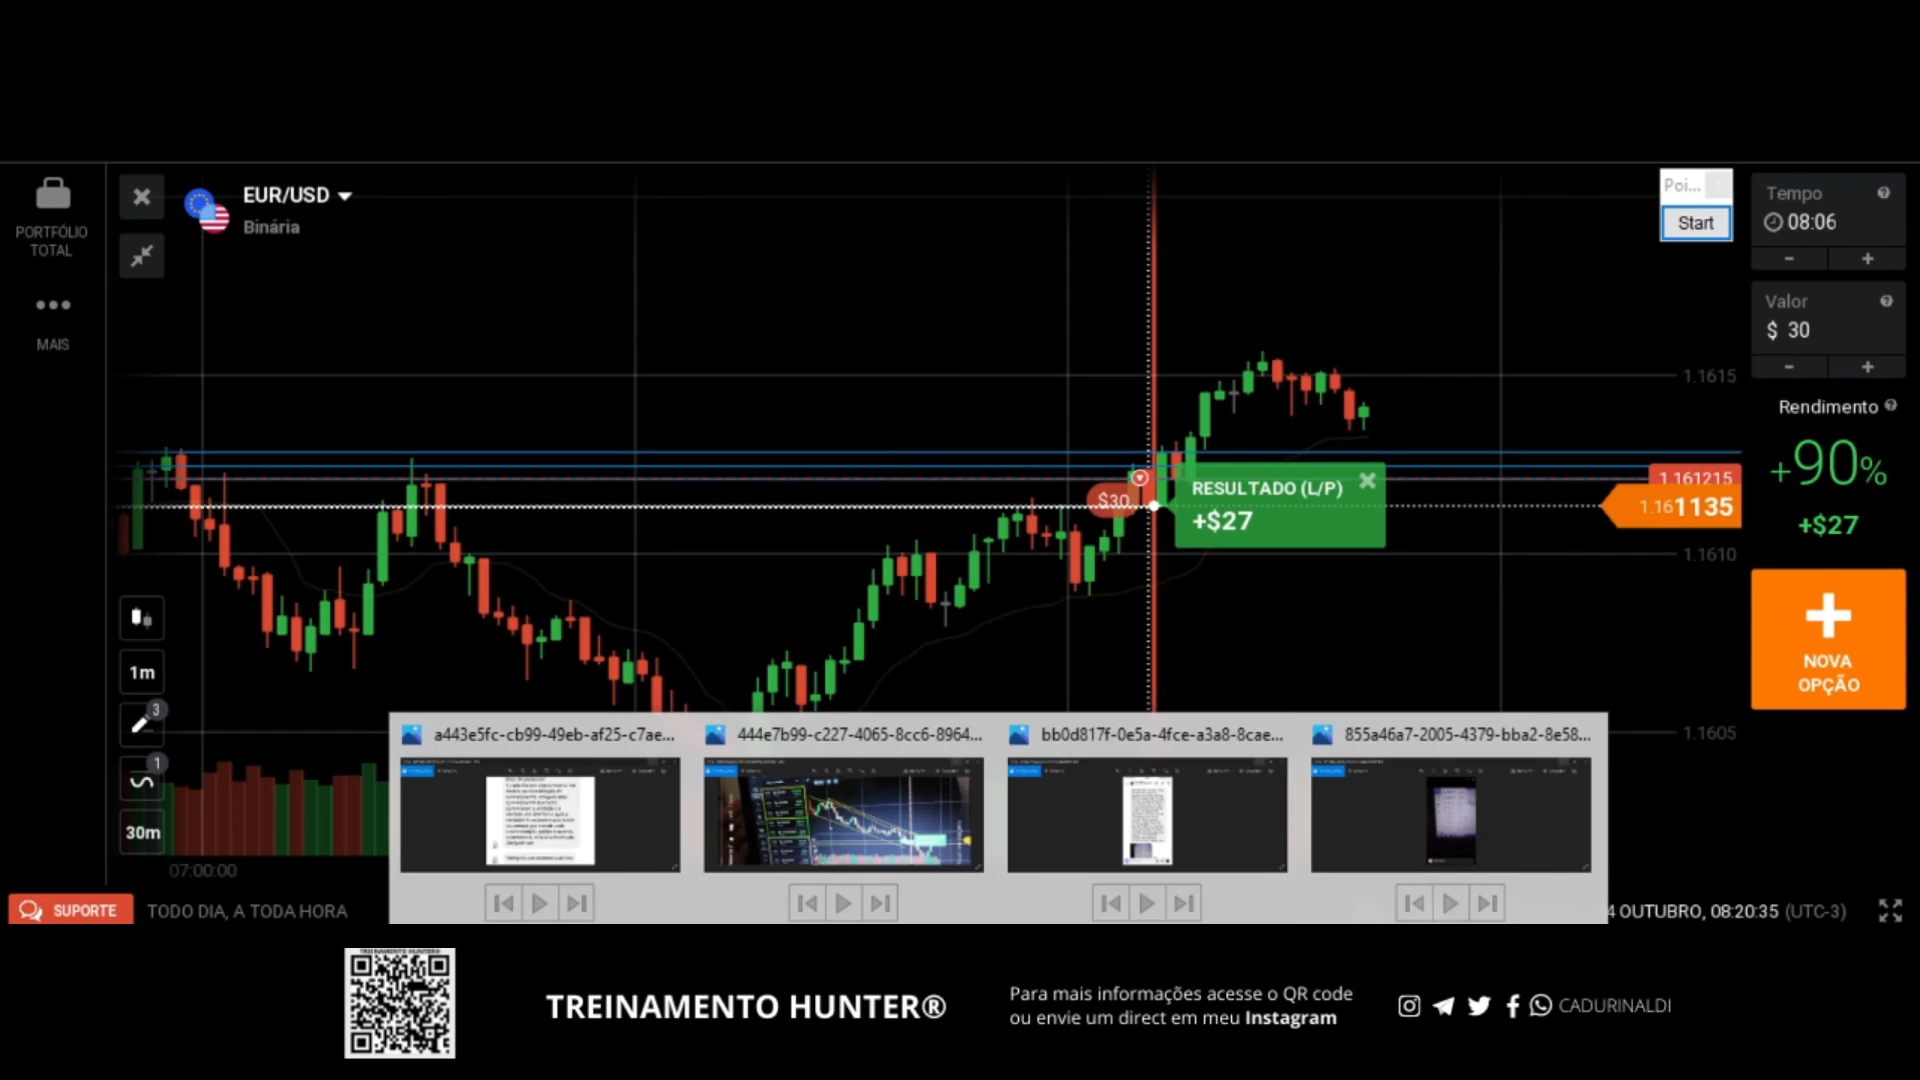 PORTFÓLIO
TOTAL
MAIS
EUR/USD
Binária
Poi...
Start
Tempo
08:06
- +
Valor
$ 30
- +
Rendimento
+90%
+$27
NOVA
OPÇÃO
1.1615
1.161215
1.161135
1.1610
1.1605
$30
RESULTADO (L/P)
+$27
1m
3
1
30m
07:00:00
a443e5fc-cb99-49eb-af25-c7ae...
444e7b99-c227-4065-8cc6-8964...
bb0d817f-0e5a-4fce-a3a8-8cae...
855a46a7-2005-4379-bba2-8e58...
SUPORTE
TODO DIA, A TODA HORA
4 OUTUBRO, 08:20:35 (UTC-3)
TREINAMENTO HUNTER®
Para mais informações acesse o QR code
ou envie um direct em meu Instagram
CADURINALDI